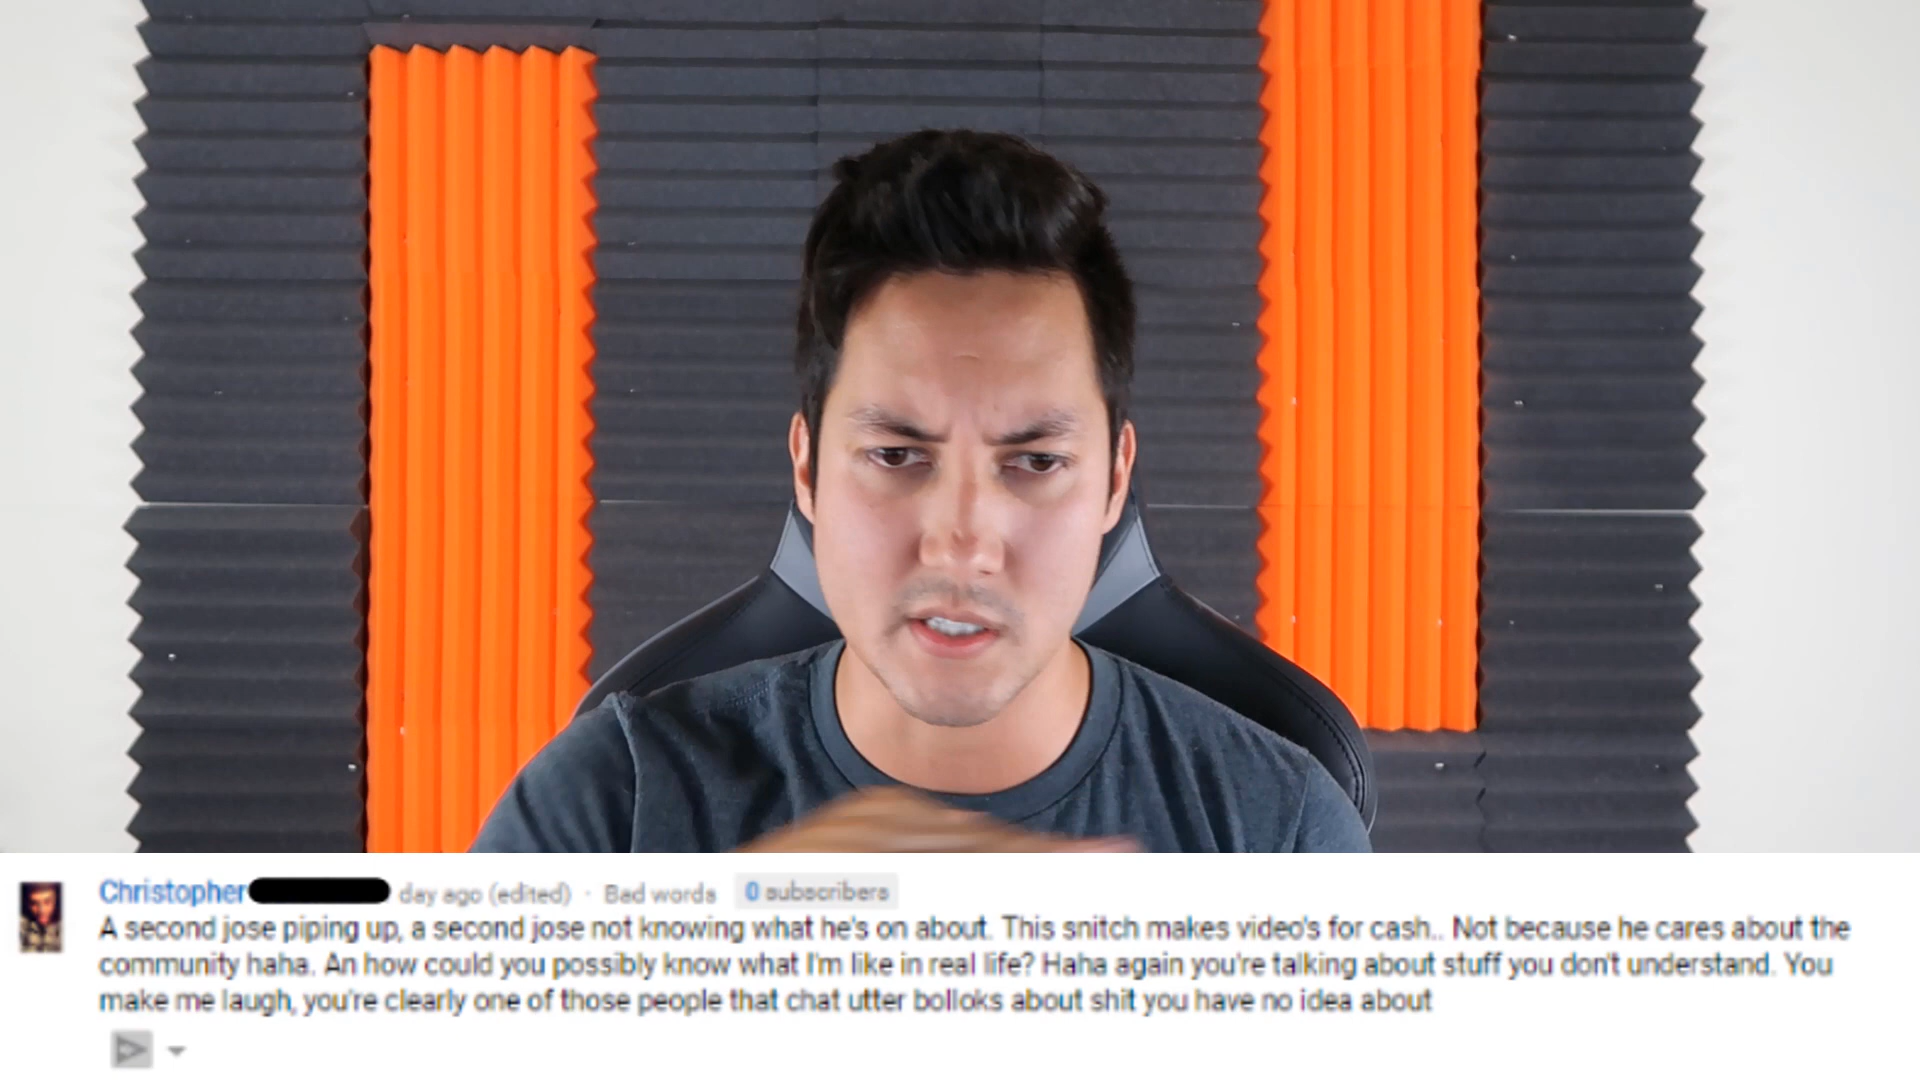 Christopher day ago (edited) · Bad words 0 subscribers
A second jose piping up, a second jose not knowing what he's on about. This snitch makes video's for cash.. Not because he cares about the
community haha. An how could you possibly know what I'm like in real life? Haha again you're talking about stuff you don't understand. You
make me laugh, you're clearly one of those people that chat utter bolloks about shit you have no idea about